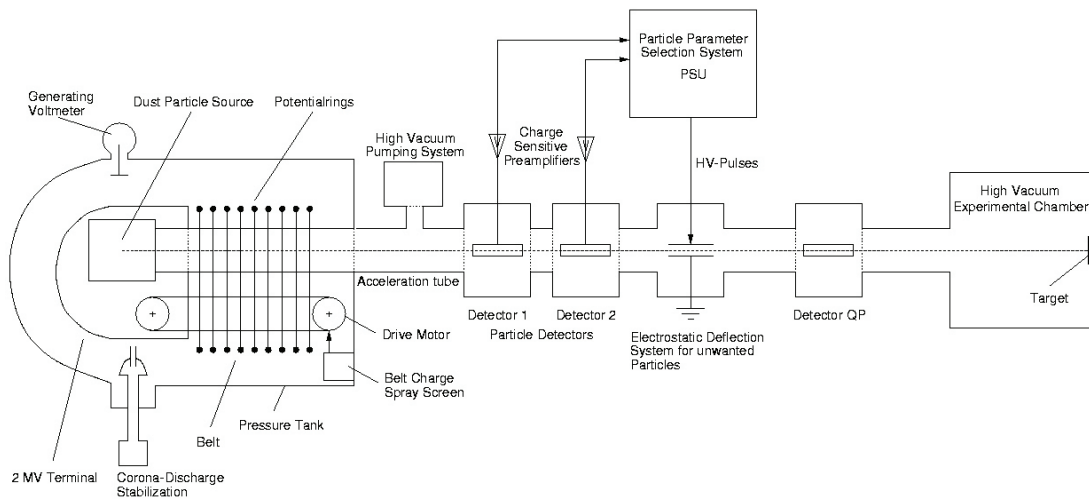 Particle Parameter
Selection System
PSU
Generating
Voltmeter
Dust Particle Source
Potentialrings
High Vacuum
Pumping System
Charge
Sensitive
Preamplifiers
HV-Pulses
High Vacuum
Experimental Chamber
Acceleration tube
Target
Detector 1
Detector 2
Particle Detectors
Electrostatic Deflection
System for unwanted
Particles
Detector QP
Drive Motor
Belt Charge
Spray Screen
Pressure Tank
Belt
2 MV Terminal
Corona-Discharge
Stabilization